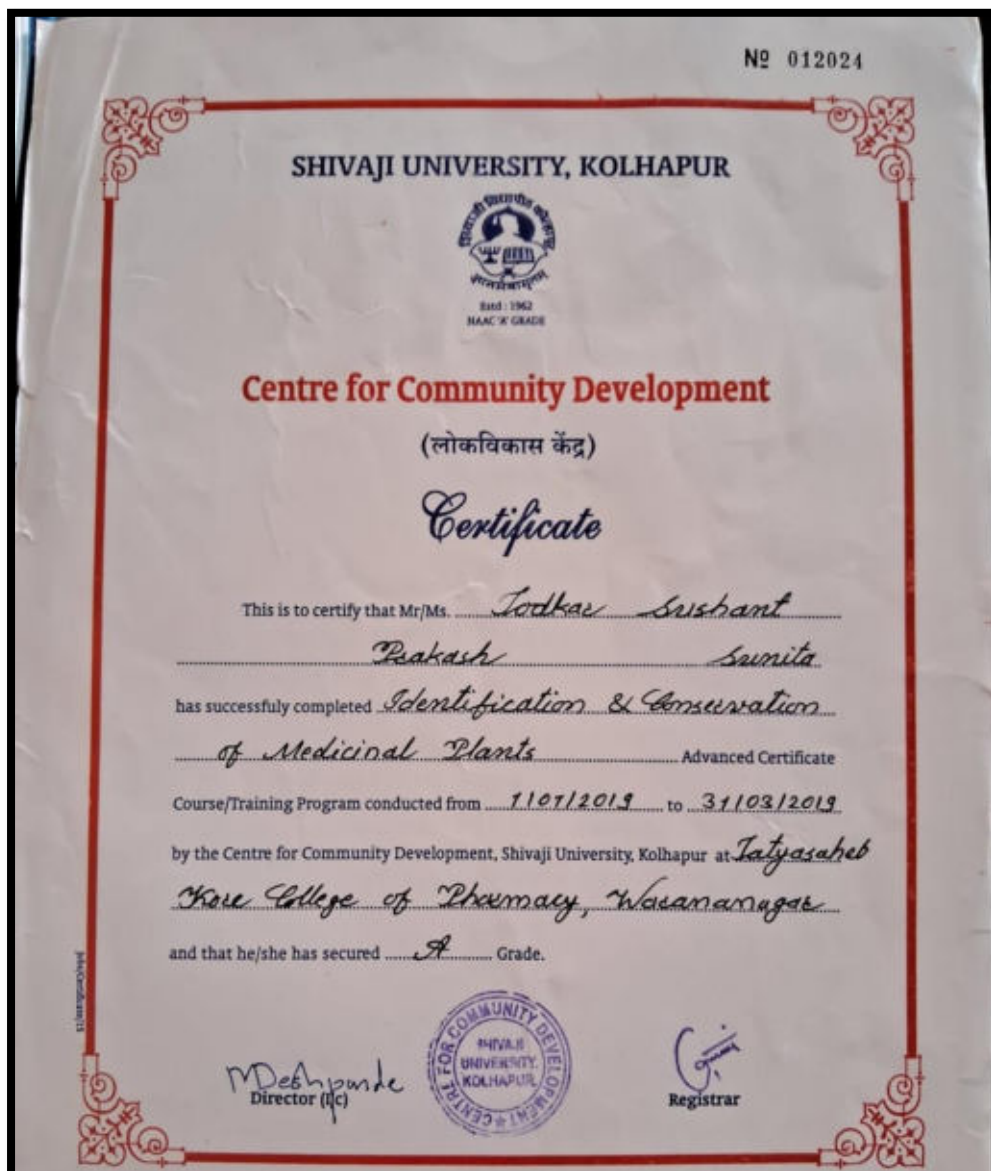 Nº 012024
SHIVAJI UNIVERSITY, KOLHAPUR
शिवाजी विद्यापीठ कोल्हापूर
ज्ञानमेवामृतम्
Estd : 1962
NAAC 'A' GRADE
Centre for Community Development
(लोकविकास केंद्र)
Certificate
This is to certify that Mr/Ms. Jodkar Sushant
Prakash Sunita
has successfuly completed Identification & Conservation
of Medicinal Plants Advanced Certificate
Course/Training Program conducted from 1/01/2019 to 31/03/2019
by the Centre for Community Development, Shivaji University, Kolhapur at Tatyasaheb
Kore College of Pharmacy, Warananagar
and that he/she has secured A Grade.
CENTRE FOR COMMUNITY DEVELOPMENT
SHIVAJI
UNIVERSITY,
KOLHAPUR
MDeshpande
Director (I/c)
Registrar